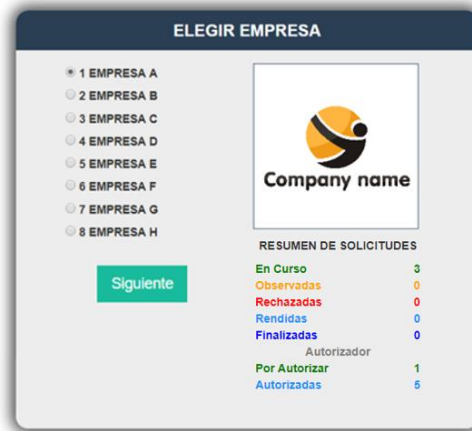 ELEGIR EMPRESA
1 EMPRESA A
2 EMPRESA B
3 EMPRESA C
4 EMPRESA D
5 EMPRESA E
6 EMPRESA F
7 EMPRESA G
8 EMPRESA H
Siguiente
Company name
RESUMEN DE SOLICITUDES
En Curso 3
Observadas 0
Rechazadas 0
Rendidas 0
Finalizadas 0
Autorizador
Por Autorizar 1
Autorizadas 5